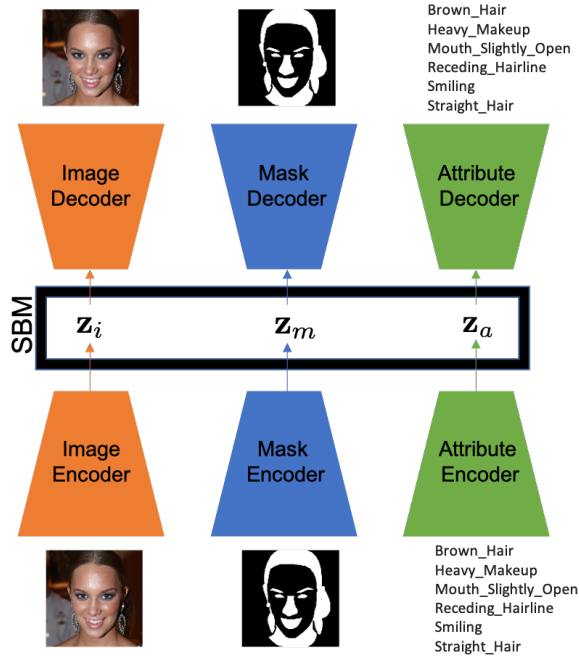 Brown_Hair
Heavy_Makeup
Mouth_Slightly_Open
Receding_Hairline
Smiling
Straight_Hair
Image
Decoder
Mask
Decoder
Attribute
Decoder
SBM
z_i
z_m
z_a
Image
Encoder
Mask
Encoder
Attribute
Encoder
Brown_Hair
Heavy_Makeup
Mouth_Slightly_Open
Receding_Hairline
Smiling
Straight_Hair